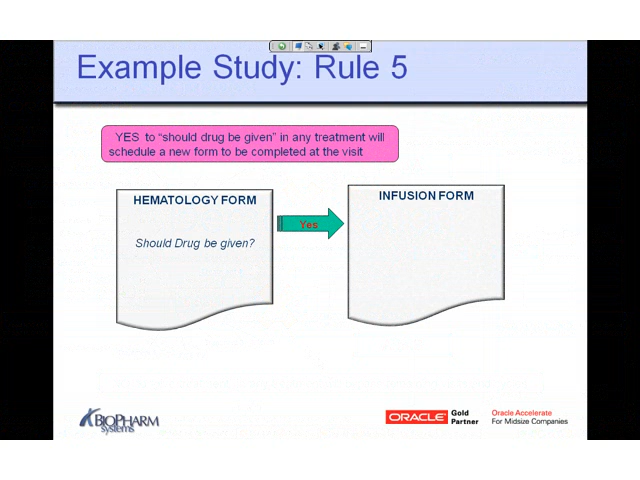 Example Study: Rule 5
YES to “should drug be given” in any treatment will
schedule a new form to be completed at the visit
HEMATOLOGY FORM
Should Drug be given?
Yes
INFUSION FORM
BIOPHARM
systems
ORACLE
Gold
Partner
Oracle Accelerate
For Midsize Companies